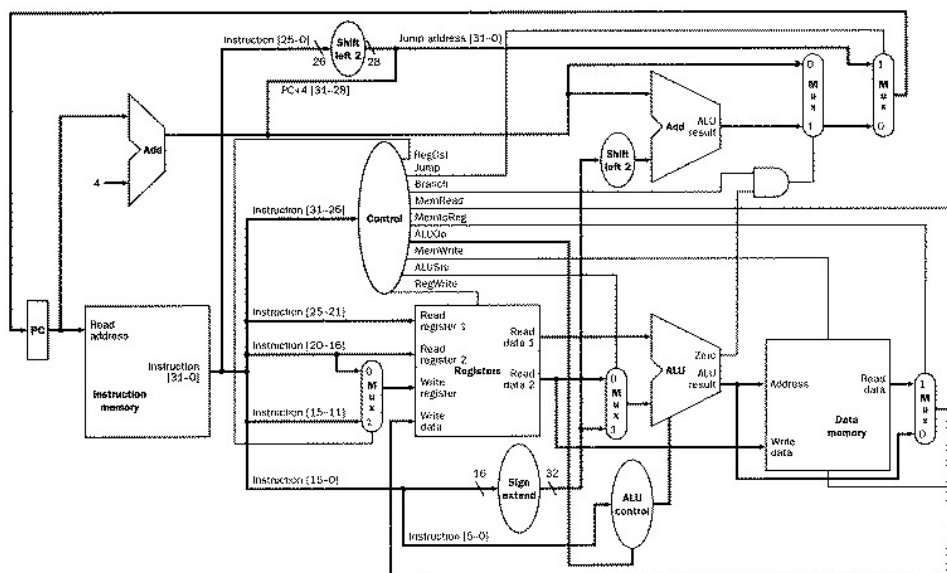 Instruction [25–0]
26
Shift
left 2
28
Jump address [31–0]
PC+4 [31–28]
Add
4
Add
ALU
result
0
M
u
x
1
1
M
u
x
0
Shift
left 2
Control
RegDst
Jump
Branch
MemRead
MemtoReg
ALUOp
MemWrite
ALUSrc
RegWrite
Instruction [31–26]
Instruction [25–21]
Instruction [20–16]
Instruction [15–11]
Instruction [15–0]
Instruction [5–0]
PC
Read
address
Instruction
[31–0]
Instruction
memory
0
M
u
x
1
Read
register 1
Read
register 2
Registers
Write
register
Write
data
Read
data 1
Read
data 2
0
M
u
x
1
Zero
ALU
ALU
result
Address
Read
data
Data
memory
Write
data
1
M
u
x
0
16
Sign
extend
32
ALU
control